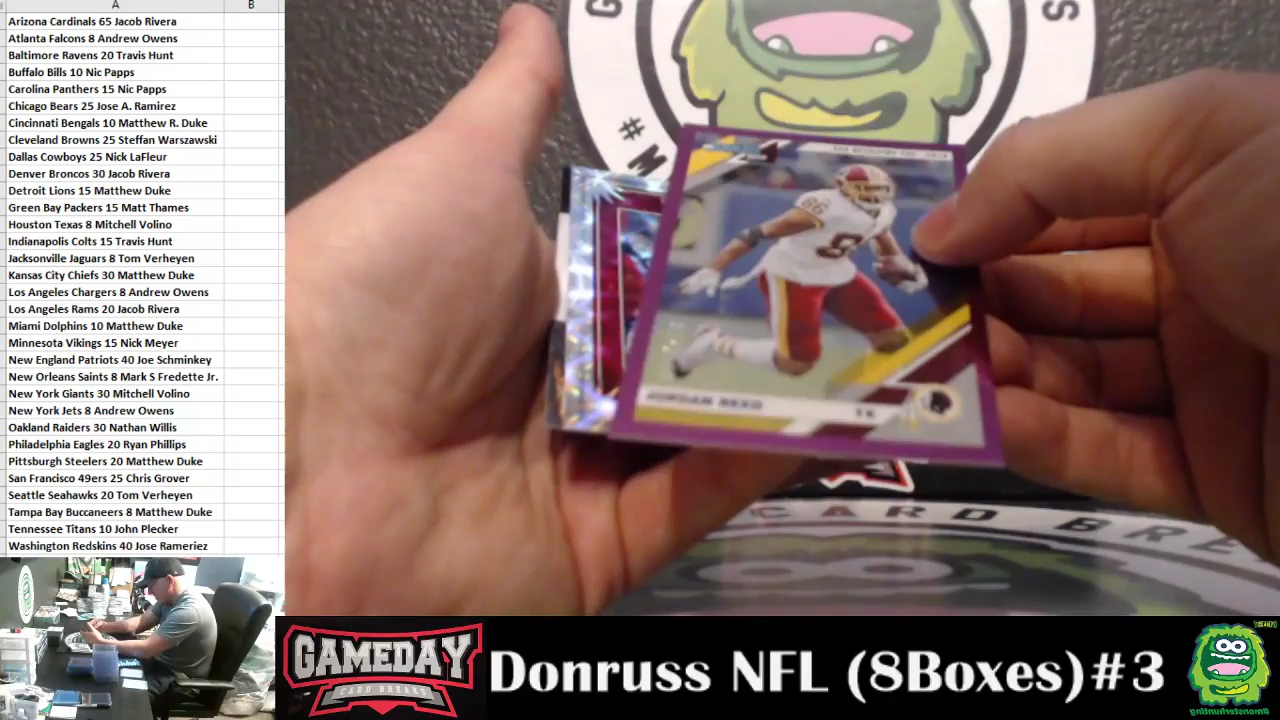 A
B
Arizona Cardinals 65 Jacob Rivera
Atlanta Falcons 8 Andrew Owens
Baltimore Ravens 20 Travis Hunt
Buffalo Bills 10 Nic Papps
Carolina Panthers 15 Nic Papps
Chicago Bears 25 Jose A. Ramirez
Cincinnati Bengals 10 Matthew R. Duke
Cleveland Browns 25 Steffan Warszawski
Dallas Cowboys 25 Nick LaFleur
Denver Broncos 30 Jacob Rivera
Detroit Lions 15 Matthew Duke
Green Bay Packers 15 Matt Thames
Houston Texas 8 Mitchell Volino
Indianapolis Colts 15 Travis Hunt
Jacksonville Jaguars 8 Tom Verheyen
Kansas City Chiefs 30 Matthew Duke
Los Angeles Chargers 8 Andrew Owens
Los Angeles Rams 20 Jacob Rivera
Miami Dolphins 10 Matthew Duke
Minnesota Vikings 15 Nick Meyer
New England Patriots 40 Joe Schminkey
New Orleans Saints 8 Mark S Fredette Jr.
New York Giants 30 Mitchell Volino
New York Jets 8 Andrew Owens
Oakland Raiders 30 Nathan Willis
Philadelphia Eagles 20 Ryan Phillips
Pittsburgh Steelers 20 Matthew Duke
San Francisco 49ers 25 Chris Grover
Seattle Seahawks 20 Tom Verheyen
Tampa Bay Buccaneers 8 Matthew Duke
Tennessee Titans 10 John Plecker
Washington Redskins 40 Jose Rameriez
G
S
#M
86
8
JORDAN REED
TE
CARD BRE
GAMEDAY
CARD BREAKS
Donruss NFL (8Boxes)#3
#monsterhunting